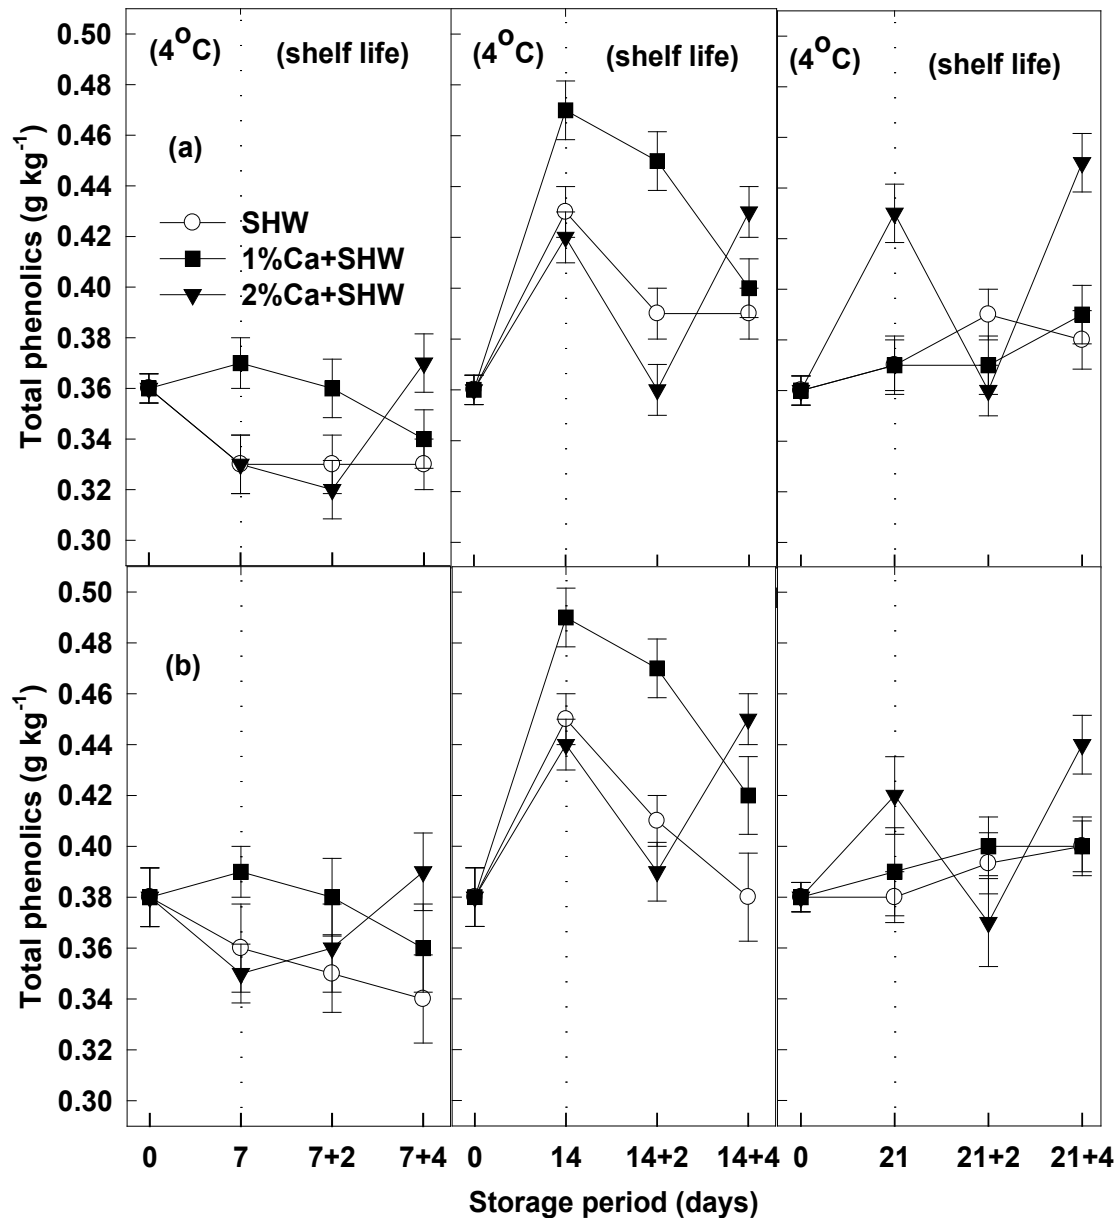 (4°C) (shelf life) (4°C) (shelf life) (4°C) (shelf life)
(a)
SHW
1%Ca+SHW
2%Ca+SHW
Total phenolics (g kg⁻¹)
0.50
0.48
0.46
0.44
0.42
0.40
0.38
0.36
0.34
0.32
0.30
(b)
Total phenolics (g kg⁻¹)
0.50
0.48
0.46
0.44
0.42
0.40
0.38
0.36
0.34
0.32
0.30
0 7 7+2 7+4 0 14 14+2 14+4 0 21 21+2 21+4
Storage period (days)